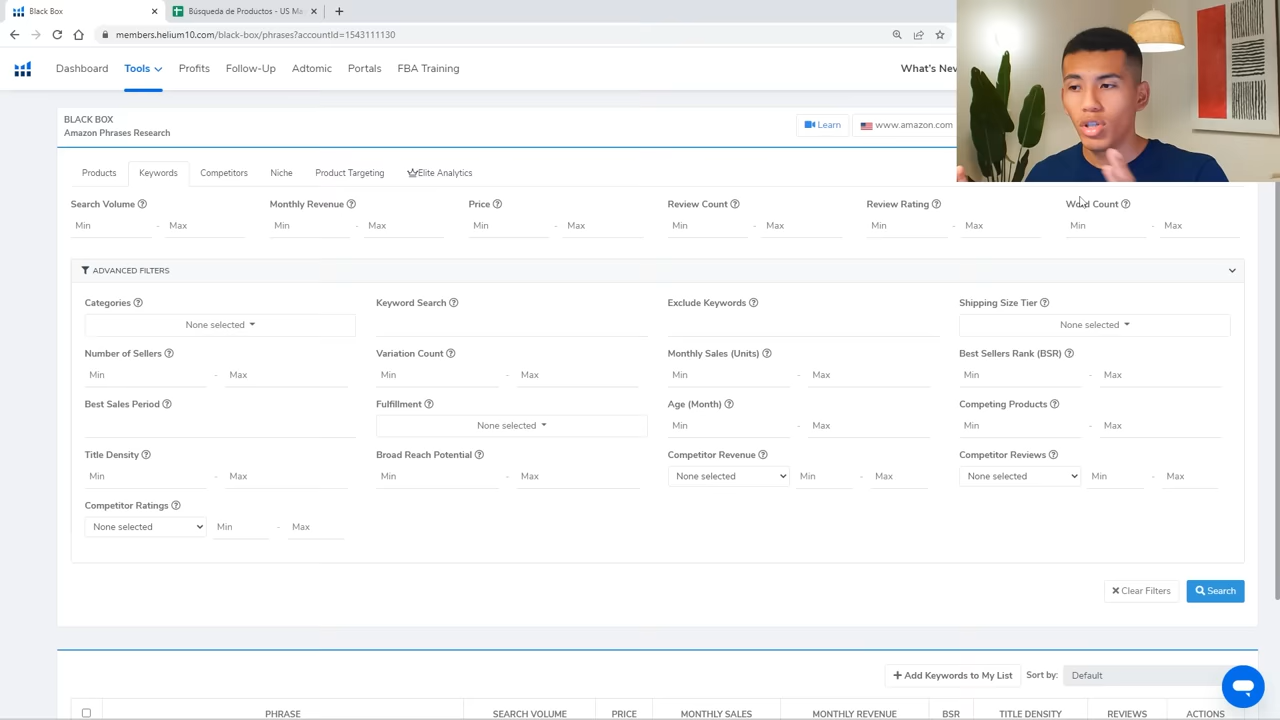 Black Box
Búsqueda de Productos - US Ma
members.helium10.com/black-box/phrases?accountId=1543111130
Dashboard Tools Profits Follow-Up Adtomic Portals FBA Training What's New
BLACK BOX
Amazon Phrases Research
Learn www.amazon.com
Products Keywords Competitors Niche Product Targeting Elite Analytics
Search Volume Monthly Revenue Price Review Count Review Rating Word Count
Min - Max Min - Max Min - Max Min - Max Min - Max Min - Max
ADVANCED FILTERS
Categories Keyword Search Exclude Keywords Shipping Size Tier
None selected None selected
Number of Sellers Variation Count Monthly Sales (Units) Best Sellers Rank (BSR)
Min - Max Min - Max Min - Max Min - Max
Best Sales Period Fulfillment Age (Month) Competing Products
None selected Min - Max Min - Max
Title Density Broad Reach Potential Competitor Revenue Competitor Reviews
Min - Max Min - Max None selected Min - Max None selected Min - Max
Competitor Ratings
None selected Min - Max
Clear Filters Search
+ Add Keywords to My List Sort by: Default
PHRASE SEARCH VOLUME PRICE MONTHLY SALES MONTHLY REVENUE BSR TITLE DENSITY REVIEWS ACTIONS